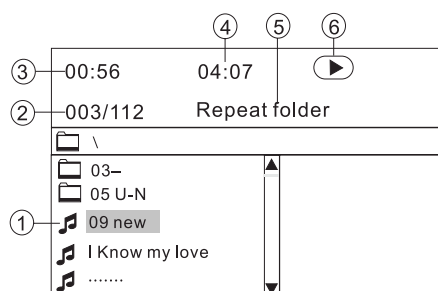 ④ ⑤ ⑥
③ 00:56 04:07
② 003/112 Repeat folder
\
03–
05 U-N
① 09 new
I Know my love
.......